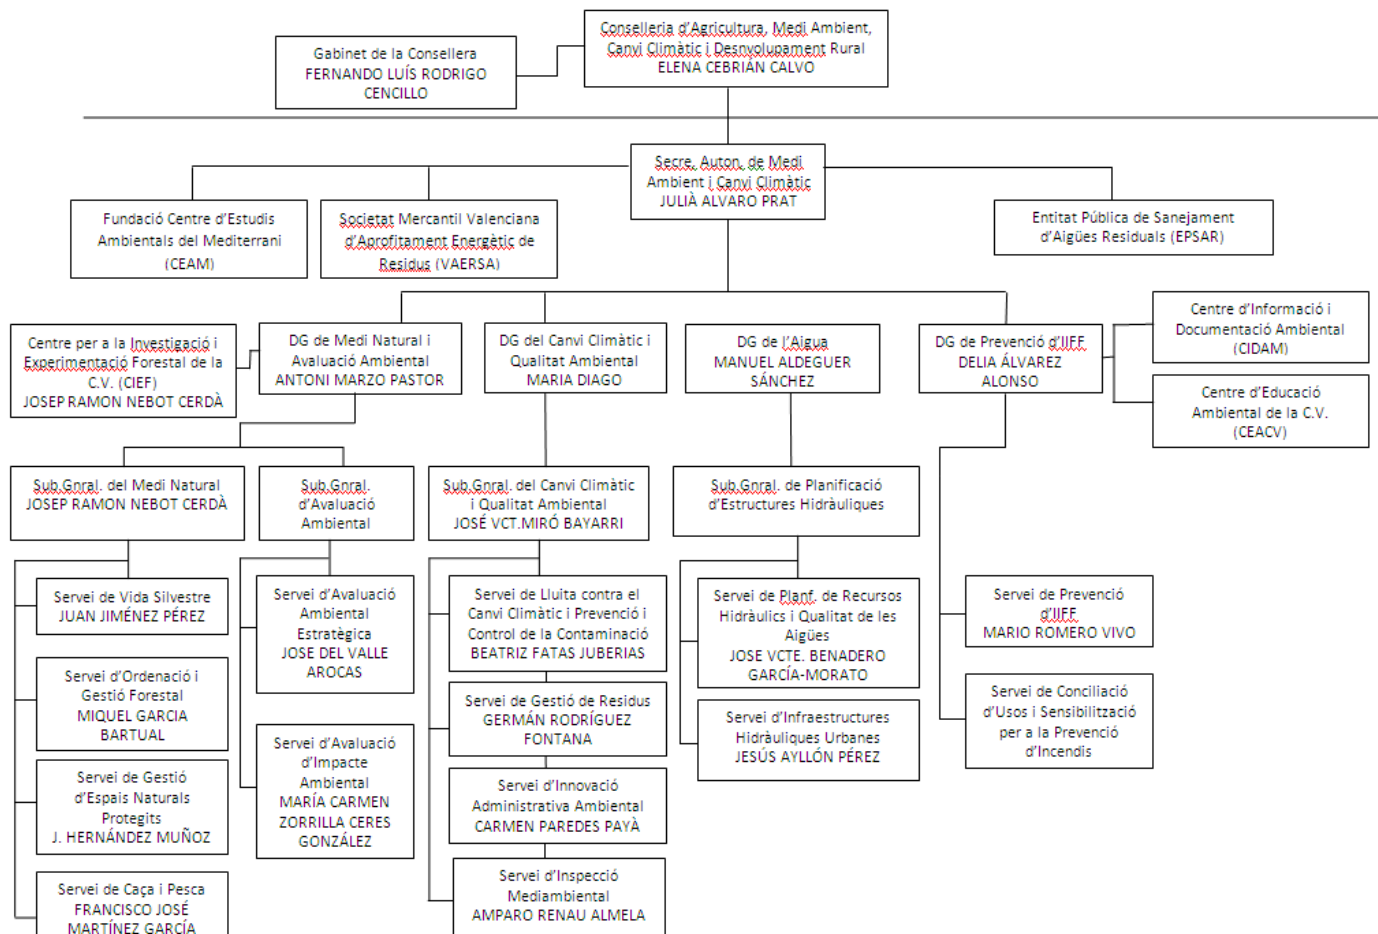 Conselleria d'Agricultura, Medi Ambient,
Canvi Climàtic i Desnvolupament Rural
ELENA CEBRIÁN CALVO
Gabinet de la Consellera
FERNANDO LUÍS RODRIGO
CENCILLO
Secre, Auton, de Medi
Ambient i Canvi Climàtic
JULIÀ ALVARO PRAT
Fundació Centre d'Estudis
Ambientals del Mediterrani
(CEAM)
Societat Mercantil Valenciana
d'Aprofitament Energètic de
Residus (VAERSA)
Entitat Pública de Sanejament
d'Aigües Residuals (EPSAR)
Centre per a la Investigació i
Experimentació Forestal de la
C.V. (CIEF)
JOSEP RAMON NEBOT CERDÀ
DG de Medi Natural i
Avaluació Ambiental
ANTONI MARZO PASTOR
DG del Canvi Climàtic i
Qualitat Ambiental
MARIA DIAGO
DG de l'Aigua
MANUEL ALDEGUER
SÁNCHEZ
DG de Prevenció d'IIFF
DELIA ÁLVAREZ
ALONSO
Centre d'Informació i
Documentació Ambiental
(CIDAM)
Centre d'Educació
Ambiental de la C.V.
(CEACV)
Sub.Gnral. del Medi Natural
JOSEP RAMON NEBOT CERDÀ
Sub.Gnral.
d'Avaluació
Ambiental
Sub.Gnral. del Canvi Climàtic
i Qualitat Ambiental
JOSÉ VCT.MIRÓ BAYARRI
Sub.Gnral. de Planificació
d'Estructures Hidràuliques
Servei de Vida Silvestre
JUAN JIMÉNEZ PÉREZ
Servei d'Ordenació i
Gestió Forestal
MIQUEL GARCIA
BARTUAL
Servei de Gestió
d'Espais Naturals
Protegits
J. HERNÁNDEZ MUÑOZ
Servei de Caça i Pesca
FRANCISCO JOSÉ
MARTÍNEZ GARCÍA
Servei d'Avaluació
Ambiental
Estratègica
JOSE DEL VALLE
AROCAS
Servei d'Avaluació
d'Impacte
Ambiental
MARÍA CARMEN
ZORRILLA CERES
GONZÁLEZ
Servei de Lluita contra el
Canvi Climàtic i Prevenció i
Control de la Contaminació
BEATRIZ FATAS JUBERIAS
Servei de Gestió de Residus
GERMÁN RODRÍGUEZ
FONTANA
Servei d'Innovació
Administrativa Ambiental
CARMEN PAREDES PAYÀ
Servei d'Inspecció
Mediambiental
AMPARO RENAU ALMELA
Servei de Planf. de Recursos
Hidràulics i Qualitat de les
Aigües
JOSE VCTE. BENADERO
GARCÍA-MORATO
Servei d'Infraestructures
Hidràuliques Urbanes
JESÚS AYLLÓN PÉREZ
Servei de Prevenció
d'IIFF
MARIO ROMERO VIVO
Servei de Conciliació
d'Usos i Sensibilització
per a la Prevenció
d'Incendis